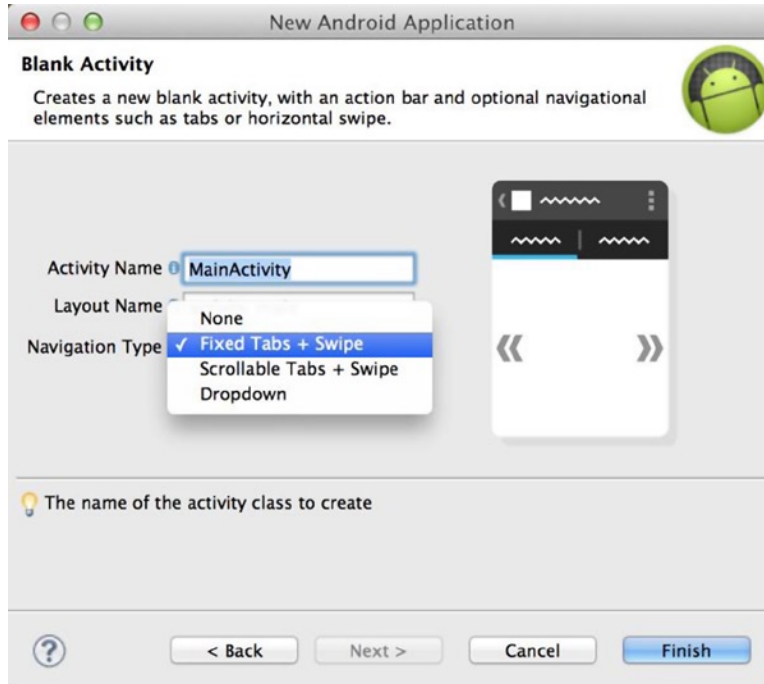 New Android Application
Blank Activity
Creates a new blank activity, with an action bar and optional navigational
elements such as tabs or horizontal swipe.
Activity Name MainActivity
Layout Name
Navigation Type
None
✓ Fixed Tabs + Swipe
Scrollable Tabs + Swipe
Dropdown
The name of the activity class to create
? < Back Next > Cancel Finish